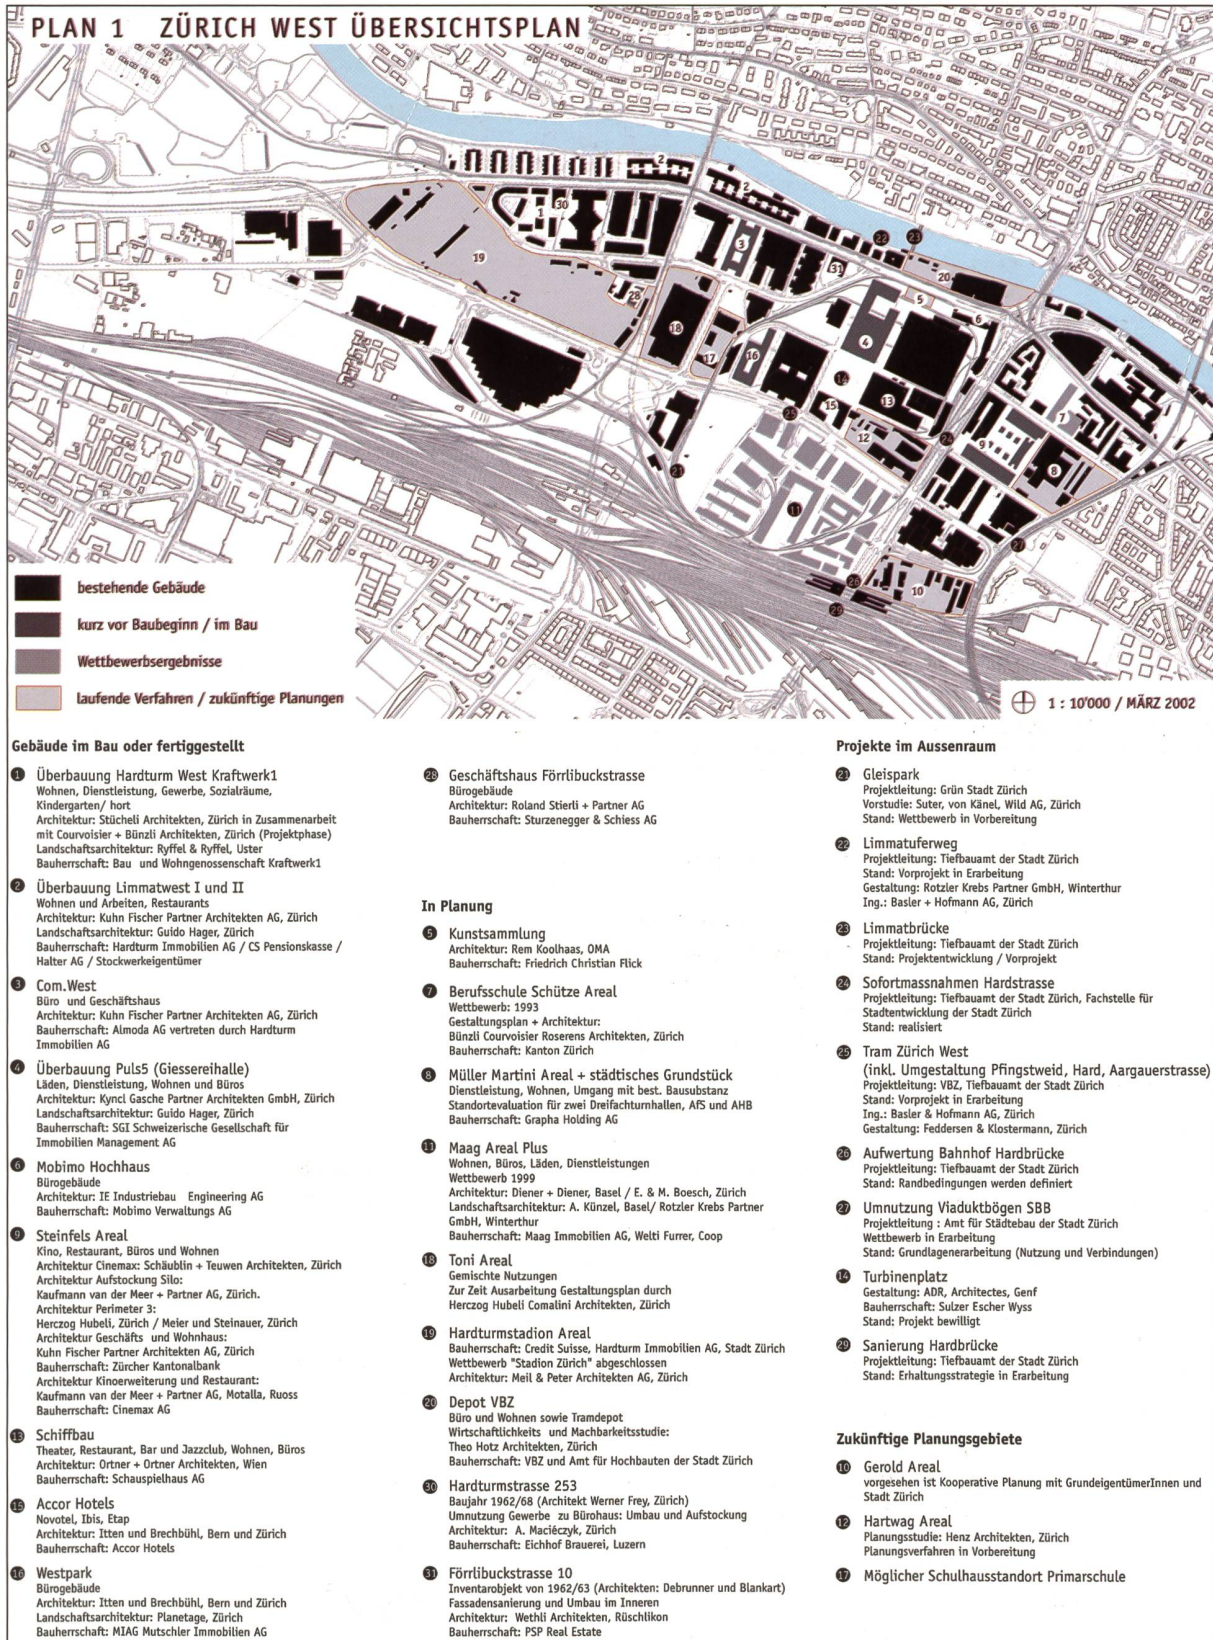 PLAN 1 ZÜRICH WEST ÜBERSICHTSPLAN
2
2
30
1
3
31
22
23
20
19
28
5
6
18
17
16
4
14
13
15
25
12
24
7
9
8
21
11
27
26
29
10
bestehende Gebäude
kurz vor Baubeginn / im Bau
Wettbewerbsergebnisse
laufende Verfahren / zukünftige Planungen
1 : 10'000 / MÄRZ 2002
Gebäude im Bau oder fertiggestellt
1 Überbauung Hardturm West Kraftwerk1
Wohnen, Dienstleistung, Gewerbe, Sozialräume,
Kindergarten/ hort
Architektur: Stücheli Architekten, Zürich in Zusammenarbeit
mit Courvoisier + Bünzli Architekten, Zürich (Projektphase)
Landschaftsarchitektur: Ryffel & Ryffel, Uster
Bauherrschaft: Bau und Wohngenossenschaft Kraftwerk1
2 Überbauung Limmatwest I und II
Wohnen und Arbeiten, Restaurants
Architektur: Kuhn Fischer Partner Architekten AG, Zürich
Landschaftsarchitektur: Guido Hager, Zürich
Bauherrschaft: Hardturm Immobilien AG / CS Pensionskasse /
Halter AG / Stockwerkeigentümer
3 Com.West
Büro und Geschäftshaus
Architektur: Kuhn Fischer Partner Architekten AG, Zürich
Bauherrschaft: Almoda AG vertreten durch Hardturm
Immobilien AG
4 Überbauung Puls5 (Giessereihalle)
Läden, Dienstleistung, Wohnen und Büros
Architektur: Kyncl Gasche Partner Architekten GmbH, Zürich
Landschaftsarchitektur: Guido Hager, Zürich
Bauherrschaft: SGI Schweizerische Gesellschaft für
Immobilien Management AG
6 Mobimo Hochhaus
Bürogebäude
Architektur: IE Industriebau Engineering AG
Bauherrschaft: Mobimo Verwaltungs AG
9 Steinfels Areal
Kino, Restaurant, Büros und Wohnen
Architektur Cinemax: Schäublin + Teuwen Architekten, Zürich
Architektur Aufstockung Silo:
Kaufmann van der Meer + Partner AG, Zürich.
Architektur Perimeter 3:
Herczog Hubeli, Zürich / Meier und Steinauer, Zürich
Architektur Geschäfts und Wohnhaus:
Kuhn Fischer Partner Architekten AG, Zürich
Bauherrschaft: Zürcher Kantonalbank
Architektur Kinoerweiterung und Restaurant:
Kaufmann van der Meer + Partner AG, Motalla, Ruoss
Bauherrschaft: Cinemax AG
13 Schiffbau
Theater, Restaurant, Bar und Jazzclub, Wohnen, Büros
Architektur: Ortner + Ortner Architekten, Wien
Bauherrschaft: Schauspielhaus AG
15 Accor Hotels
Novotel, Ibis, Etap
Architektur: Itten und Brechbühl, Bern und Zürich
Bauherrschaft: Accor Hotels
16 Westpark
Bürogebäude
Architektur: Itten und Brechbühl, Bern und Zürich
Landschaftsarchitektur: Planetage, Zürich
Bauherrschaft: MIAG Mutschler Immobilien AG
28 Geschäftshaus Förrlibuckstrasse
Bürogebäude
Architektur: Roland Stierli + Partner AG
Bauherrschaft: Sturzenegger & Schiess AG
In Planung
5 Kunstsammlung
Architektur: Rem Koolhaas, OMA
Bauherrschaft: Friedrich Christian Flick
7 Berufsschule Schütze Areal
Wettbewerb: 1993
Gestaltungsplan + Architektur:
Bünzli Courvoisier Roserens Architekten, Zürich
Bauherrschaft: Kanton Zürich
8 Müller Martini Areal + städtisches Grundstück
Dienstleistung, Wohnen, Umgang mit best. Bausubstanz
Standortevaluation für zwei Dreifachturnhallen, AfS und AHB
Bauherrschaft: Grapha Holding AG
11 Maag Areal Plus
Wohnen, Büros, Läden, Dienstleistungen
Wettbewerb 1999
Architektur: Diener + Diener, Basel / E. & M. Boesch, Zürich
Landschaftsarchitektur: A. Künzel, Basel/ Rotzler Krebs Partner
GmbH, Winterthur
Bauherrschaft: Maag Immobilien AG, Welti Furrer, Coop
18 Toni Areal
Gemischte Nutzungen
Zur Zeit Ausarbeitung Gestaltungsplan durch
Herczog Hubeli Comalini Architekten, Zürich
19 Hardturmstadion Areal
Bauherrschaft: Credit Suisse, Hardturm Immobilien AG, Stadt Zürich
Wettbewerb "Stadion Zürich" abgeschlossen
Architektur: Meil & Peter Architekten AG, Zürich
20 Depot VBZ
Büro und Wohnen sowie Tramdepot
Wirtschaftlichkeits und Machbarkeitsstudie:
Theo Hotz Architekten, Zürich
Bauherrschaft: VBZ und Amt für Hochbauten der Stadt Zürich
30 Hardturmstrasse 253
Baujahr 1962/68 (Architekt Werner Frey, Zürich)
Umnutzung Gewerbe zu Bürohaus: Umbau und Aufstockung
Architektur: A. Maciéczyk, Zürich
Bauherrschaft: Eichhof Brauerei, Luzern
31 Förrlibuckstrasse 10
Inventarobjekt von 1962/63 (Architekten: Debrunner und Blankart)
Fassadensanierung und Umbau im Inneren
Architektur: Wethli Architekten, Rüschlikon
Bauherrschaft: PSP Real Estate
Projekte im Aussenraum
21 Gleispark
Projektleitung: Grün Stadt Zürich
Vorstudie: Suter, von Känel, Wild AG, Zürich
Stand: Wettbewerb in Vorbereitung
22 Limmatuferweg
Projektleitung: Tiefbauamt der Stadt Zürich
Stand: Vorprojekt in Erarbeitung
Gestaltung: Rotzler Krebs Partner GmbH, Winterthur
Ing.: Basler + Hofmann AG, Zürich
23 Limmatbrücke
Projektleitung: Tiefbauamt der Stadt Zürich
Stand: Projektentwicklung / Vorprojekt
24 Sofortmassnahmen Hardstrasse
Projektleitung: Tiefbauamt der Stadt Zürich, Fachstelle für
Stadtentwicklung der Stadt Zürich
Stand: realisiert
25 Tram Zürich West
(inkl. Umgestaltung Pfingstweid, Hard, Aargauerstrasse)
Projektleitung: VBZ, Tiefbauamt der Stadt Zürich
Stand: Vorprojekt in Erarbeitung
Ing.: Basler & Hofmann AG, Zürich
Gestaltung: Feddersen & Klostermann, Zürich
26 Aufwertung Bahnhof Hardbrücke
Projektleitung: Tiefbauamt der Stadt Zürich
Stand: Randbedingungen werden definiert
27 Umnutzung Viaduktbögen SBB
Projektleitung : Amt für Städtebau der Stadt Zürich
Wettbewerb in Erarbeitung
Stand: Grundlagenerarbeitung (Nutzung und Verbindungen)
14 Turbinenplatz
Gestaltung: ADR, Architectes, Genf
Bauherrschaft: Sulzer Escher Wyss
Stand: Projekt bewilligt
29 Sanierung Hardbrücke
Projektleitung: Tiefbauamt der Stadt Zürich
Stand: Erhaltungsstrategie in Erarbeitung
Zukünftige Planungsgebiete
10 Gerold Areal
vorgesehen ist Kooperative Planung mit GrundeigentümerInnen und
Stadt Zürich
12 Hartwag Areal
Planungsstudie: Henz Architekten, Zürich
Planungsverfahren in Vorbereitung
17 Möglicher Schulhausstandort Primarschule